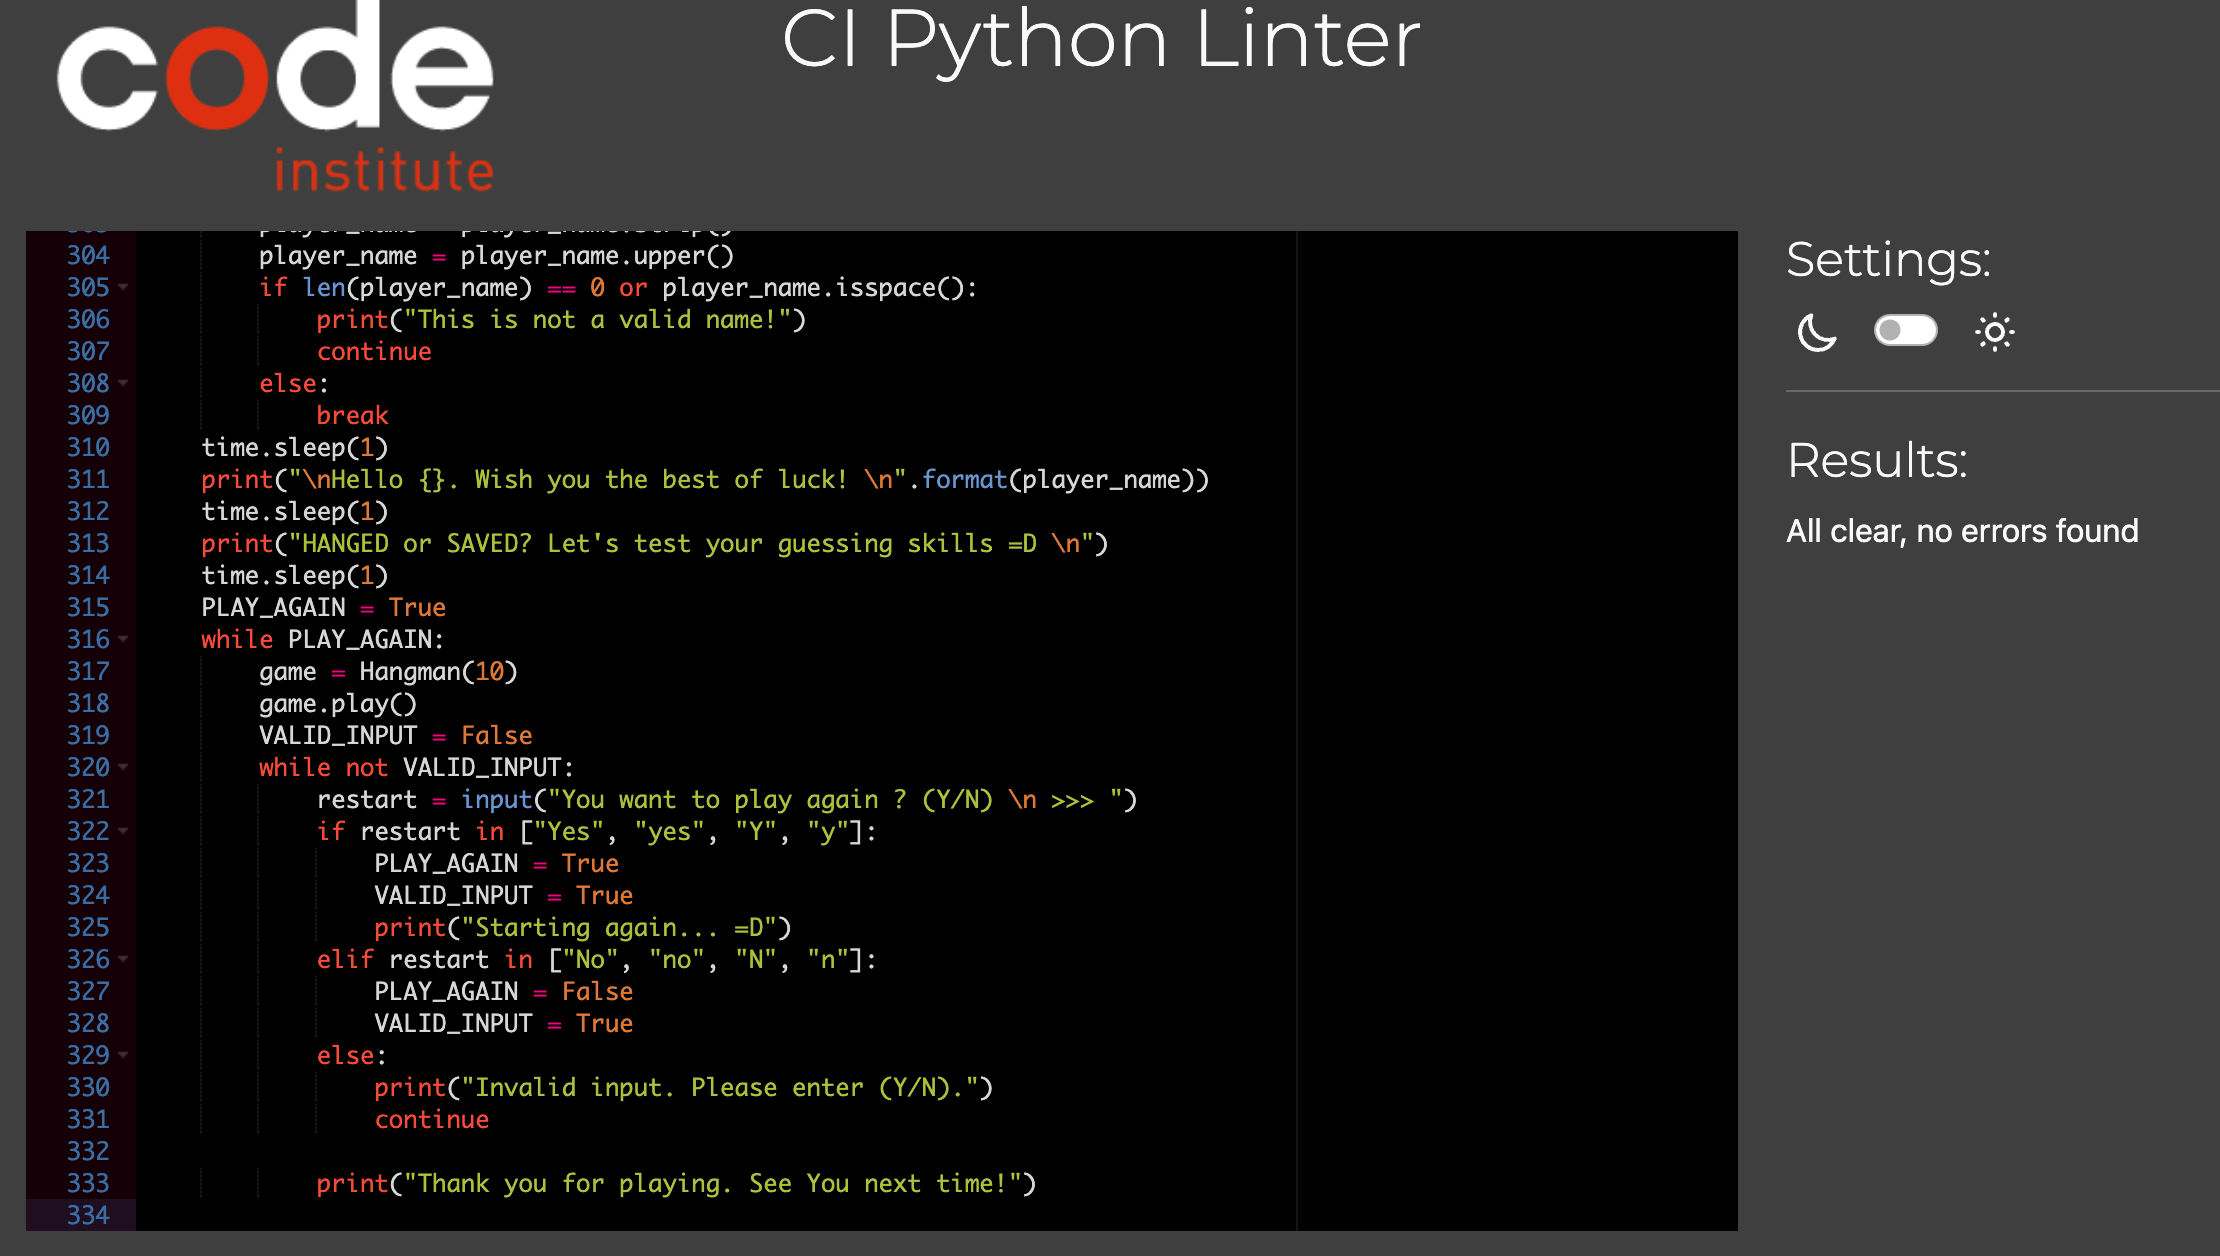 code
institute
CI Python Linter
304 player_name = player_name.upper()
305 if len(player_name) == 0 or player_name.isspace():
306 print("This is not a valid name!")
307 continue
308 else:
309 break
310 time.sleep(1)
311 print("\nHello {}. Wish you the best of luck! \n".format(player_name))
312 time.sleep(1)
313 print("HANGED or SAVED? Let's test your guessing skills =D \n")
314 time.sleep(1)
315 PLAY_AGAIN = True
316 while PLAY_AGAIN:
317 game = Hangman(10)
318 game.play()
319 VALID_INPUT = False
320 while not VALID_INPUT:
321 restart = input("You want to play again ? (Y/N) \n >>> ")
322 if restart in ["Yes", "yes", "Y", "y"]:
323 PLAY_AGAIN = True
324 VALID_INPUT = True
325 print("Starting again... =D")
326 elif restart in ["No", "no", "N", "n"]:
327 PLAY_AGAIN = False
328 VALID_INPUT = True
329 else:
330 print("Invalid input. Please enter (Y/N).")
331 continue
332
333 print("Thank you for playing. See You next time!")
334
Settings:
Results:
All clear, no errors found